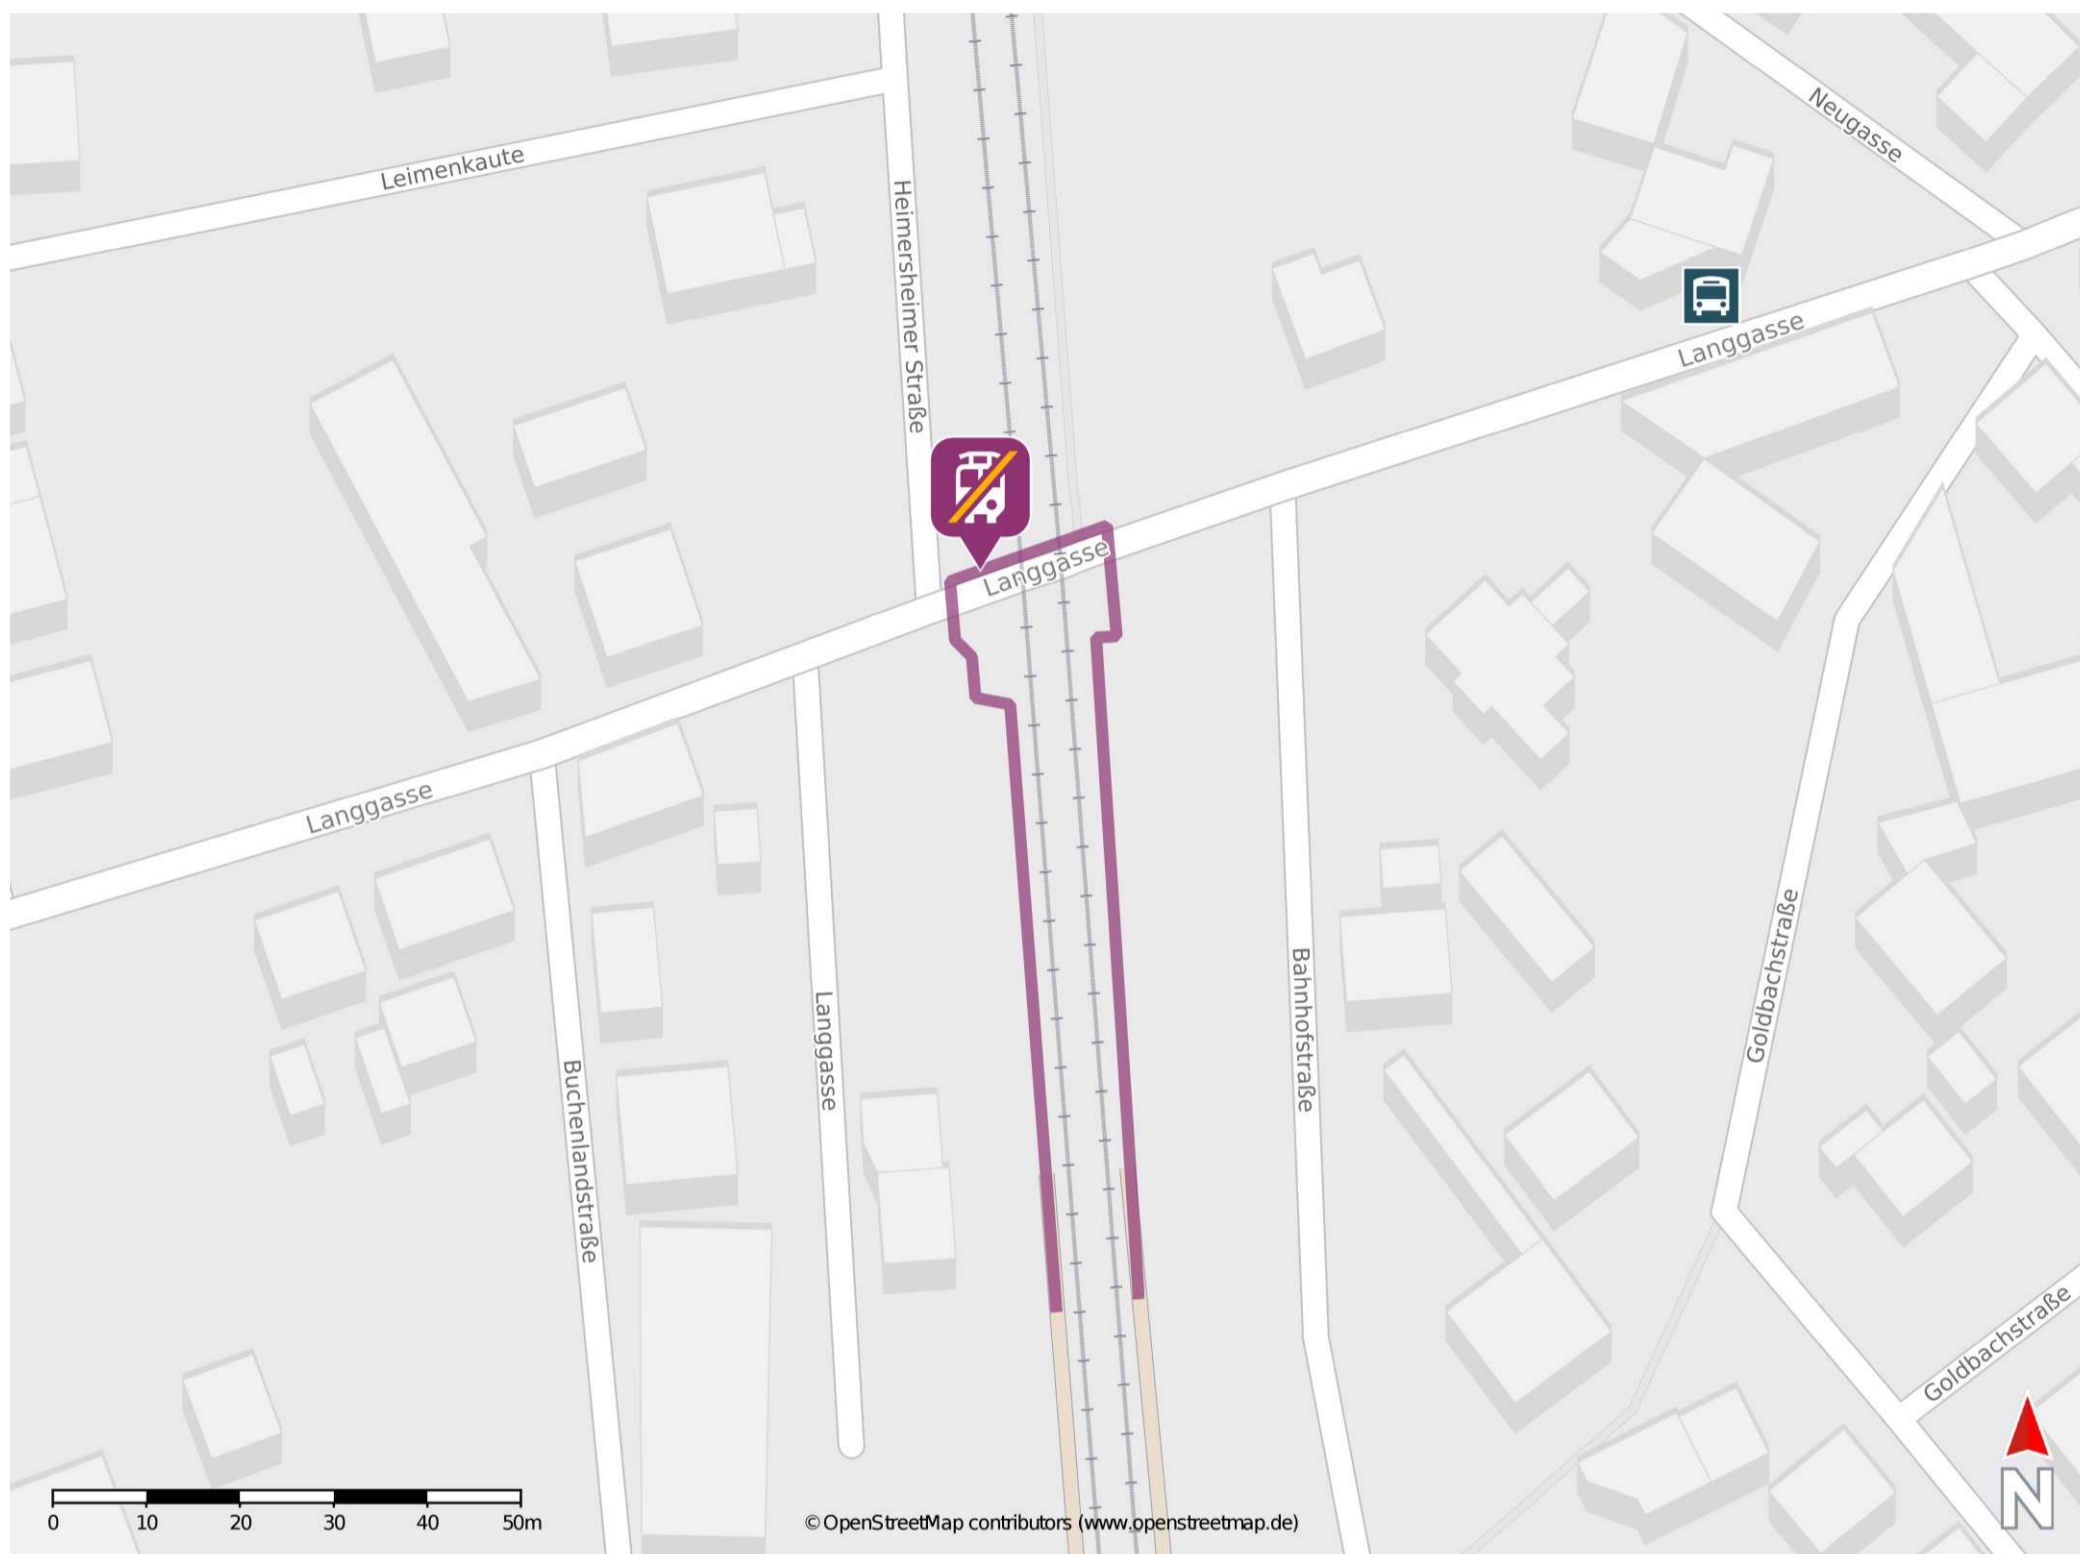 Neugasse
Leimenkaute
Heimersheimer Straße
Langgasse
Langgasse
Langgasse
Goldbachstraße
Bahnhofstraße
Langgasse
Buchenlandstraße
Goldbachstraße
N
0 10 20 30 40 50m
© OpenStreetMap contributors (www.openstreetmap.de)